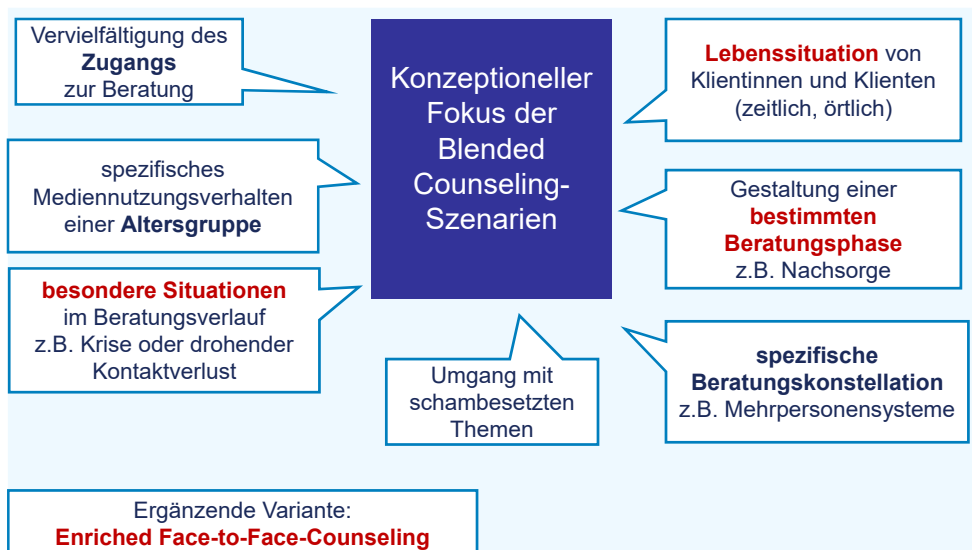 Vervielfältigung des
Zugangs
zur Beratung
Konzeptioneller
Fokus der
Blended
Counseling-
Szenarien
Lebenssituation von
Klientinnen und Klienten
(zeitlich, örtlich)
spezifisches
Mediennutzungsverhalten
einer Altersgruppe
Gestaltung einer
bestimmten
Beratungsphase
z.B. Nachsorge
besondere Situationen
im Beratungsverlauf
z.B. Krise oder drohender
Kontaktverlust
Umgang mit
schambesetzten
Themen
spezifische
Beratungskonstellation
z.B. Mehrpersonensysteme
Ergänzende Variante:
Enriched Face-to-Face-Counseling